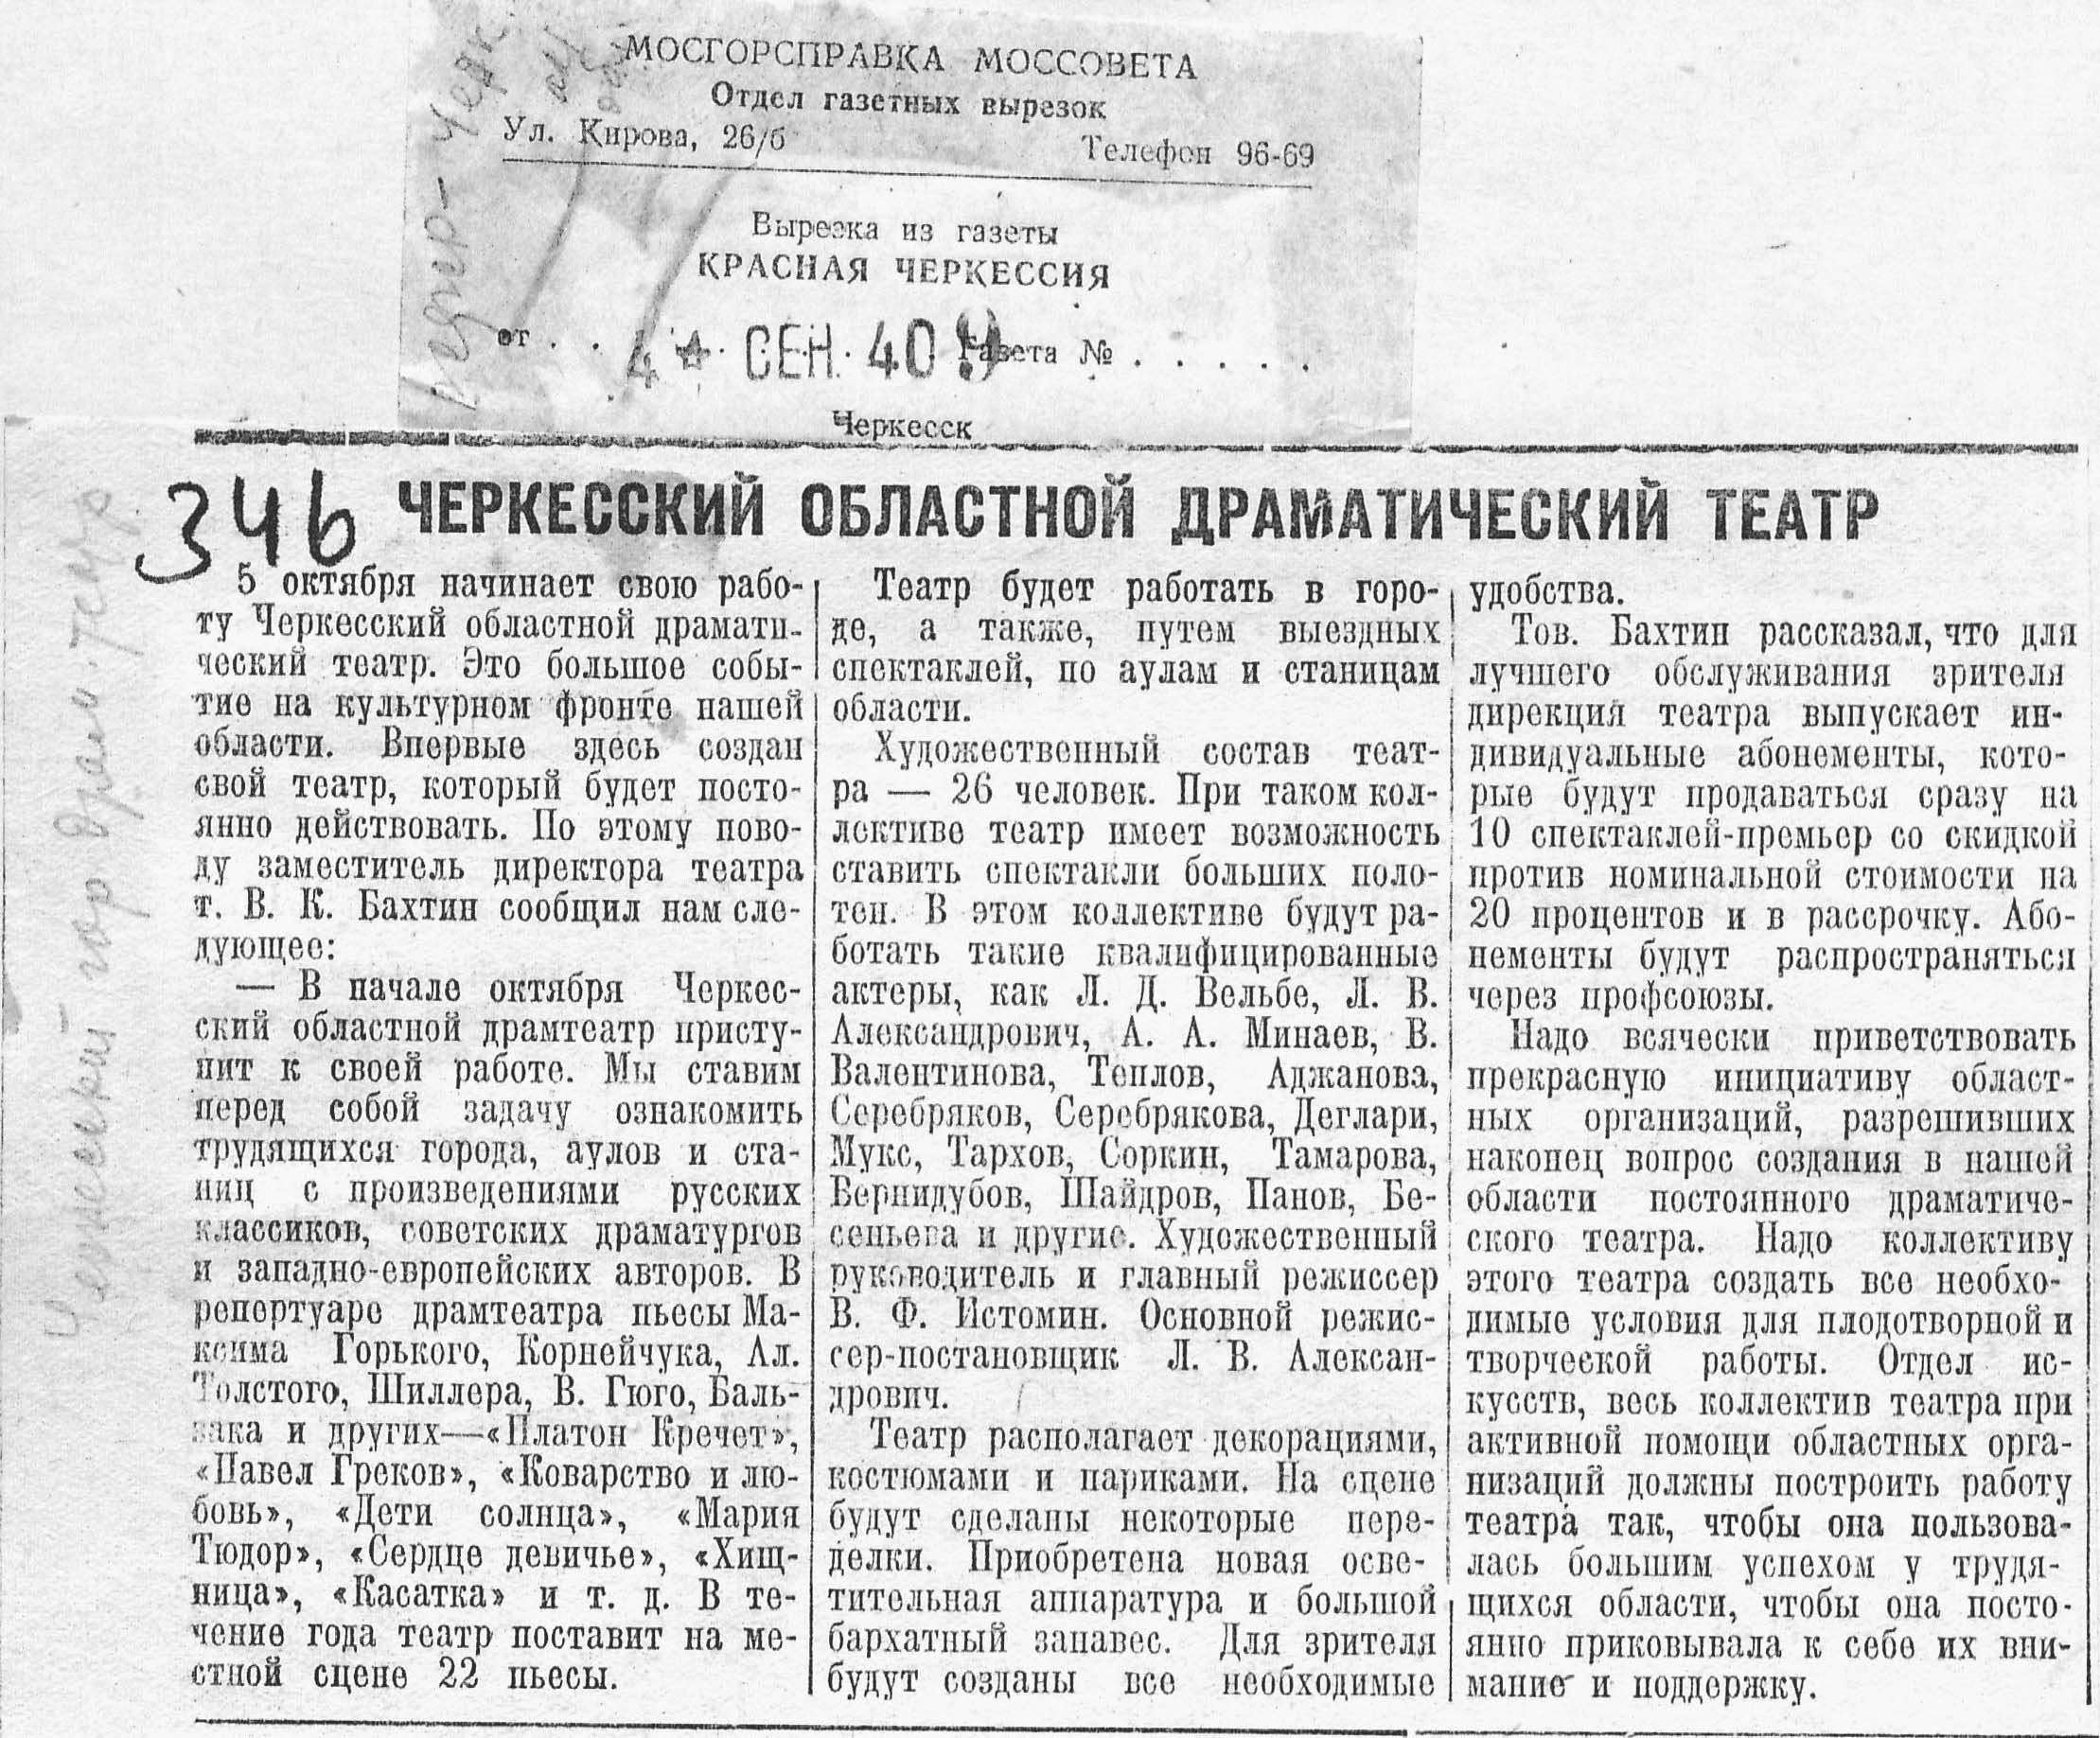 МОСГОРСПРАВКА МОССОВЕТА
Отдел газетных вырезок
Ул. Кирова, 26/б Телефон 96-69
Вырезка из газеты
КРАСНАЯ ЧЕРКЕССИЯ
от . . 4 ★ СЕН. 40 Газета № . . . . .
Черкесск
346
ЧЕРКЕССКИЙ ОБЛАСТНОЙ ДРАМАТИЧЕСКИЙ ТЕАТР
5 октября начинает свою рабо-
ту Черкесский областной драмати-
ческий театр. Это большое собы-
тие на культурном фронте нашей
области. Впервые здесь создан
свой театр, который будет посто-
янно действовать. По этому пово-
ду заместитель директора театра
т. В. К. Бахтин сообщил нам сле-
дующее:
— В начале октября Черкес-
ский областной драмтеатр присту-
пит к своей работе. Мы ставим
перед собой задачу ознакомить
трудящихся города, аулов и ста-
ниц с произведениями русских
классиков, советских драматургов
и западно-европейских авторов. В
репертуаре драмтеатра пьесы Ма-
ксима Горького, Корнейчука, Ал.
Толстого, Шиллера, В. Гюго, Баль-
зака и других—«Платон Кречет»,
«Павел Греков», «Коварство и лю-
бовь», «Дети солнца», «Мария
Тюдор», «Сердце девичье», «Хищ-
ница», «Касатка» и т. д. В те-
чение года театр поставит на ме-
стной сцене 22 пьесы.
Театр будет работать в горо-
де, а также, путем выездных
спектаклей, по аулам и станицам
области.
Художественный состав теат-
ра — 26 человек. При таком кол-
лективе театр имеет возможность
ставить спектакли больших поло-
тен. В этом коллективе будут ра-
ботать такие квалифицированные
актеры, как Л. Д. Вельбе, Л. В.
Александрович, А. А. Минаев, В.
Валентинова, Теплов, Аджанова,
Серебряков, Серебрякова, Деглари,
Мукс, Тархов, Соркин, Тамарова,
Вернидубов, Шайдров, Панов, Бе-
сеньева и другие. Художественный
руководитель и главный режиссер
В. Ф. Истомин. Основной режис-
сер-постановщик Л. В. Алексан-
дрович.
Театр располагает декорациями,
костюмами и париками. На сцене
будут сделаны некоторые пере-
делки. Приобретена новая осве-
тительная аппаратура и большой
бархатный занавес. Для зрителя
будут созданы все необходимые
удобства.
Тов. Бахтин рассказал, что для
лучшего обслуживания зрителя
дирекция театра выпускает ин-
дивидуальные абонементы, кото-
рые будут продаваться сразу на
10 спектаклей-премьер со скидкой
против номинальной стоимости на
20 процентов и в рассрочку. Або-
нементы будут распространяться
через профсоюзы.
Надо всячески приветствовать
прекрасную инициативу област-
ных организаций, разрешивших
наконец вопрос создания в нашей
области постоянного драматиче-
ского театра. Надо коллективу
этого театра создать все необхо-
димые условия для плодотворной и
творческой работы. Отдел ис-
кусств, весь коллектив театра при
активной помощи областных орга-
низаций должны построить работу
театра так, чтобы она пользова-
лась большим успехом у трудя-
щихся области, чтобы она посто-
янно приковывала к себе их вни-
мание и поддержку.